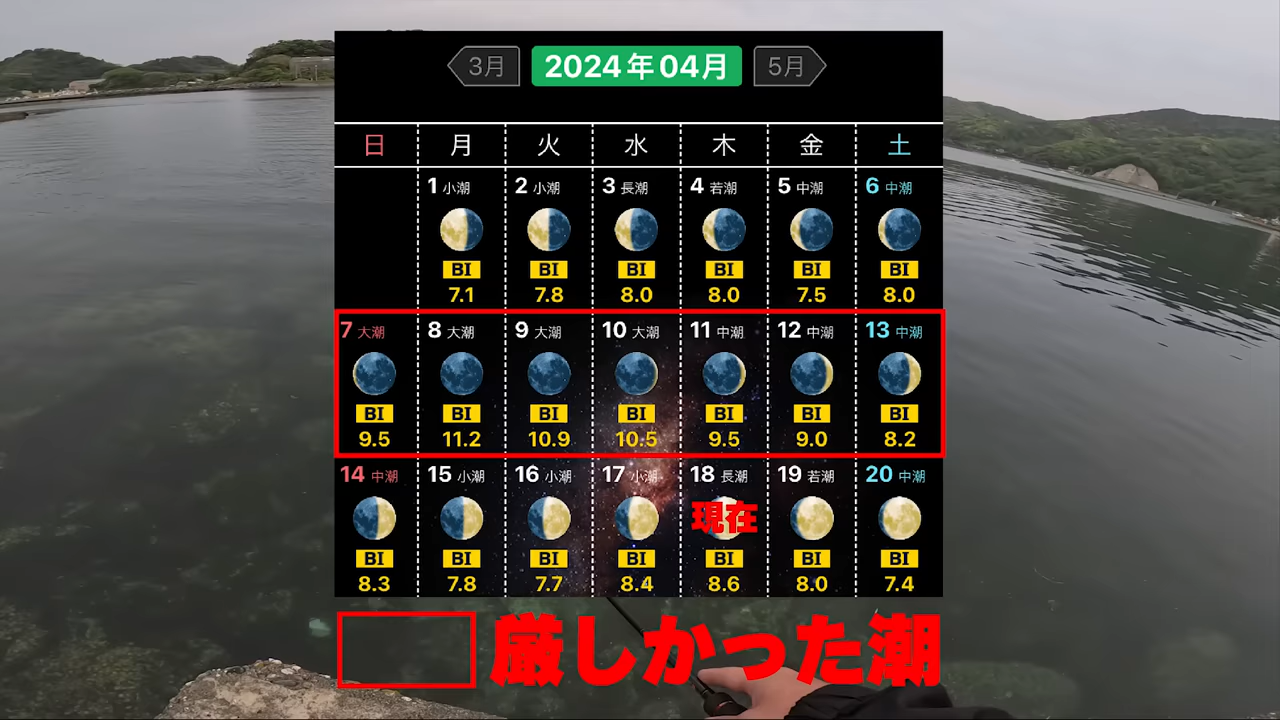 3月 2024年04月 5月
日 月 火 水 木 金 土
1 小潮 2 小潮 3 長潮 4 若潮 5 中潮 6 中潮
BI BI BI BI BI BI
7.1 7.8 8.0 8.0 7.5 8.0
7 大潮 8 大潮 9 大潮 10 大潮 11 中潮 12 中潮 13 中潮
BI BI BI BI BI BI BI
9.5 11.2 10.9 10.5 9.5 9.0 8.2
14 中潮 15 小潮 16 小潮 17 小潮 18 長潮 19 若潮 20 中潮
現在
BI BI BI BI BI BI BI
8.3 7.8 7.7 8.4 8.6 8.0 7.4
厳しかった潮